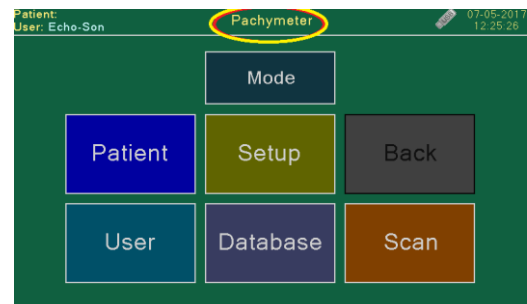 Patient:
User: Echo-Son
Pachymeter
07-05-2017
12:25:26
Mode
Patient
Setup
Back
User
Database
Scan